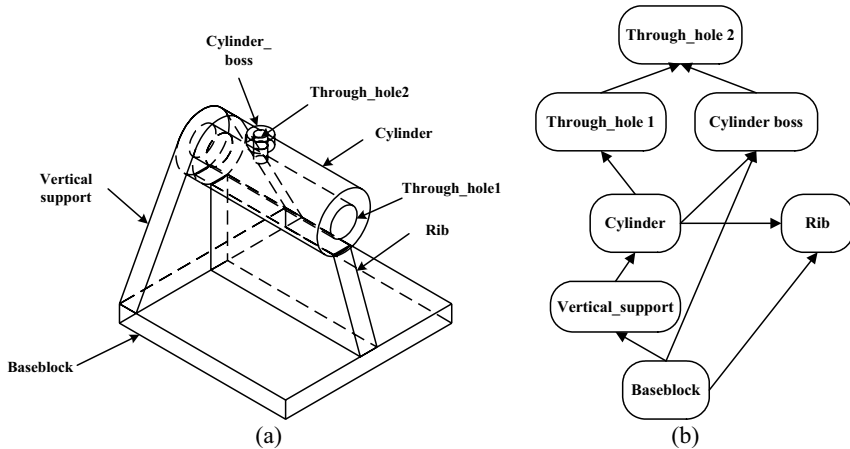 Cylinder_
boss
Through_hole2
Cylinder
Vertical
support
Through_hole1
Rib
Baseblock
(a)
Through_hole 2
Through_hole 1
Cylinder boss
Cylinder
Rib
Vertical_support
Baseblock
(b)